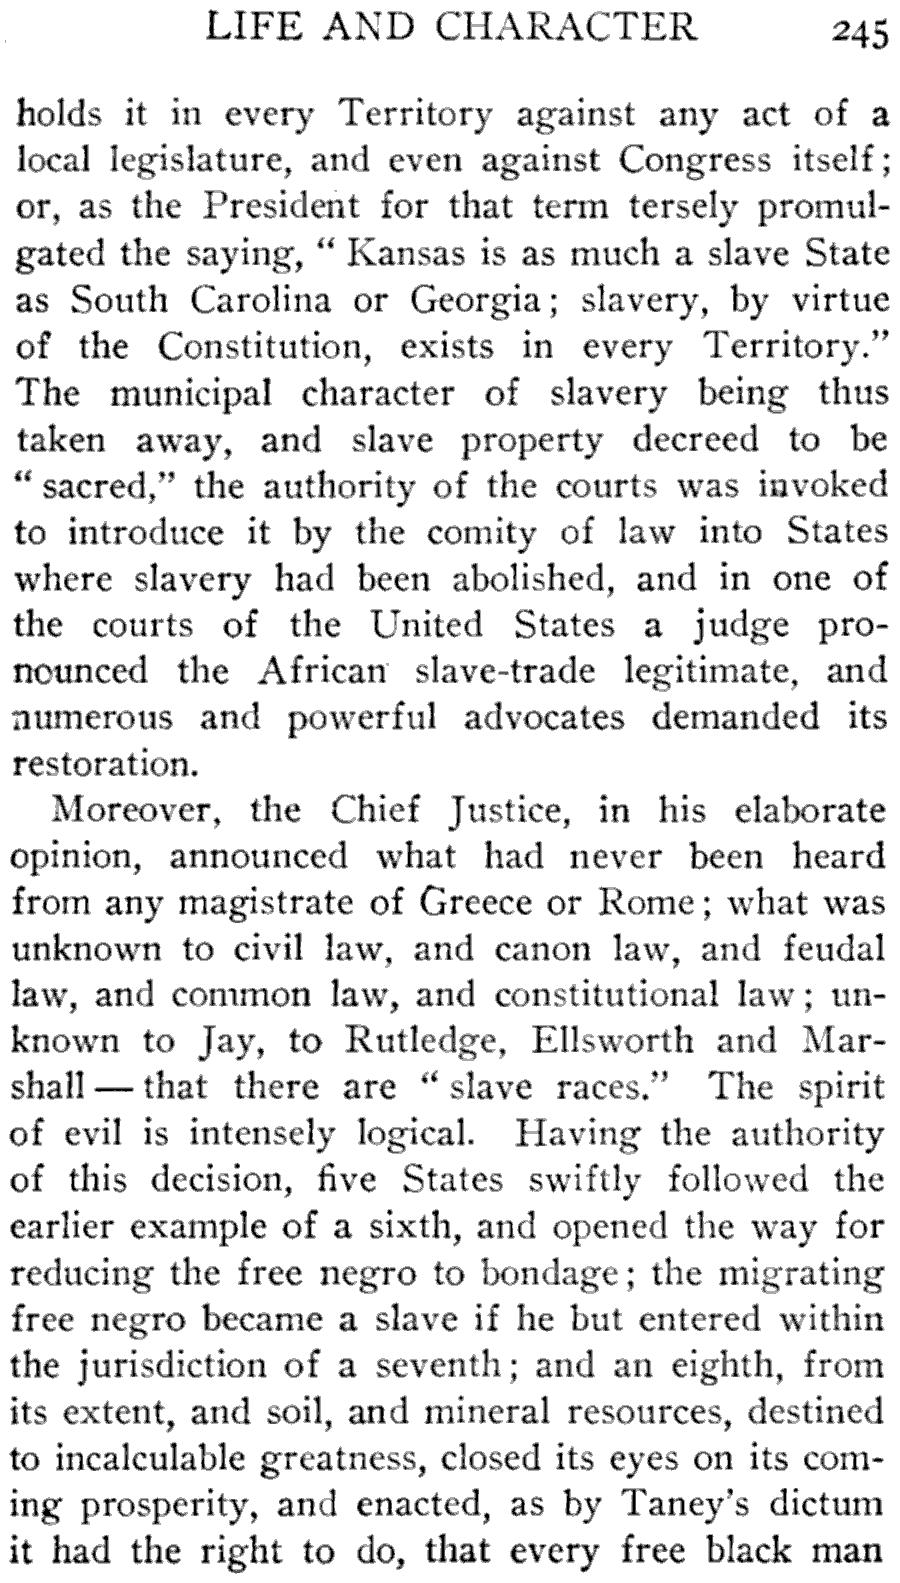 LIFE AND CHARACTER 245
holds it in every Territory against any act of a
local legislature, and even against Congress itself;
or, as the President for that term tersely promul-
gated the saying, “ Kansas is as much a slave State
as South Carolina or Georgia; slavery, by virtue
of the Constitution, exists in every Territory.”
The municipal character of slavery being thus
taken away, and slave property decreed to be
“ sacred,” the authority of the courts was invoked
to introduce it by the comity of law into States
where slavery had been abolished, and in one of
the courts of the United States a judge pro-
nounced the African slave-trade legitimate, and
numerous and powerful advocates demanded its
restoration.
Moreover, the Chief Justice, in his elaborate
opinion, announced what had never been heard
from any magistrate of Greece or Rome; what was
unknown to civil law, and canon law, and feudal
law, and common law, and constitutional law; un-
known to Jay, to Rutledge, Ellsworth and Mar-
shall — that there are “ slave races.” The spirit
of evil is intensely logical. Having the authority
of this decision, five States swiftly followed the
earlier example of a sixth, and opened the way for
reducing the free negro to bondage; the migrating
free negro became a slave if he but entered within
the jurisdiction of a seventh; and an eighth, from
its extent, and soil, and mineral resources, destined
to incalculable greatness, closed its eyes on its com-
ing prosperity, and enacted, as by Taney’s dictum
it had the right to do, that every free black man